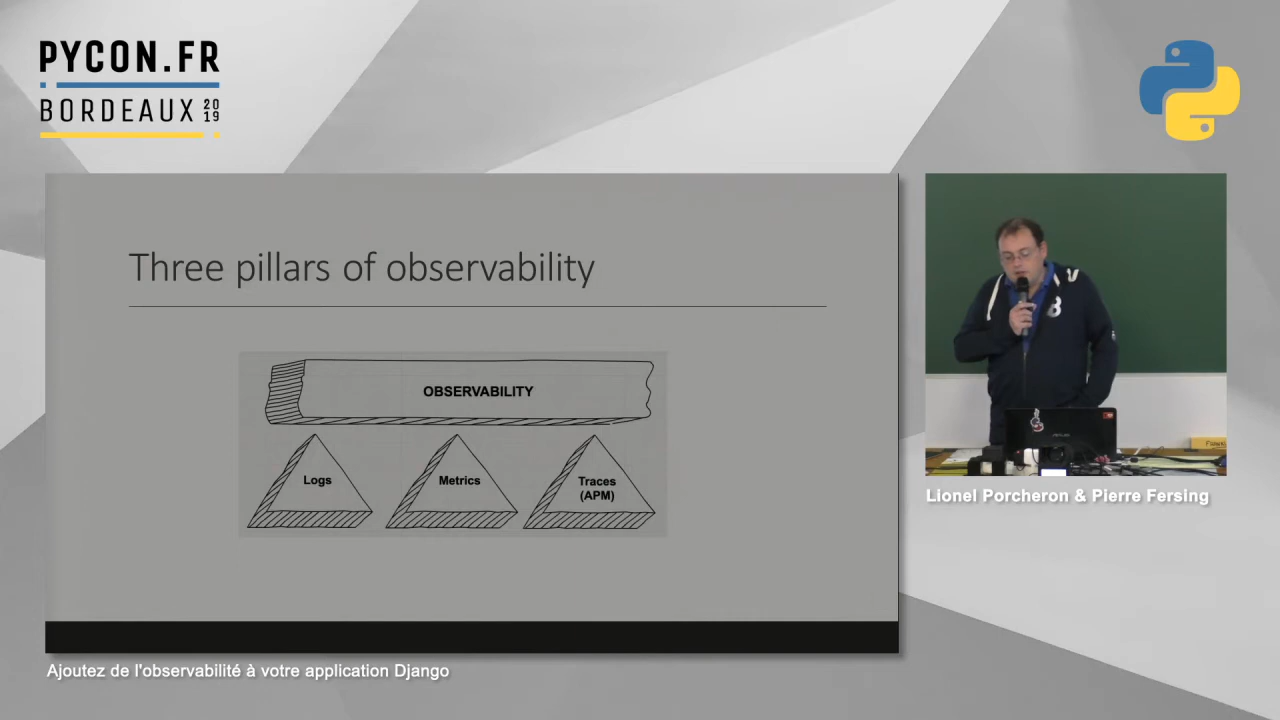 PYCON.FR
BORDEAUX 2019
Three pillars of observability
OBSERVABILITY
Logs
Metrics
Traces
(APM)
Lionel Porcheron & Pierre Fersing
Ajoutez de l'observabilité à votre application Django